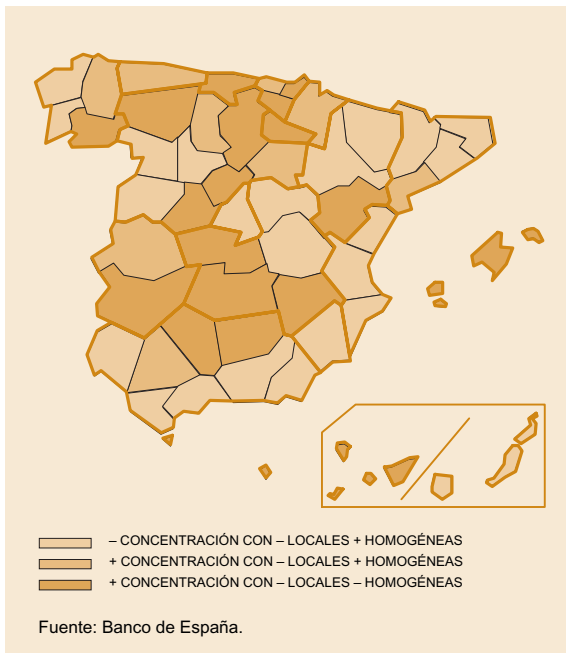 – CONCENTRACIÓN CON – LOCALES + HOMOGÉNEAS
+ CONCENTRACIÓN CON – LOCALES + HOMOGÉNEAS
+ CONCENTRACIÓN CON – LOCALES – HOMOGÉNEAS
Fuente: Banco de España.